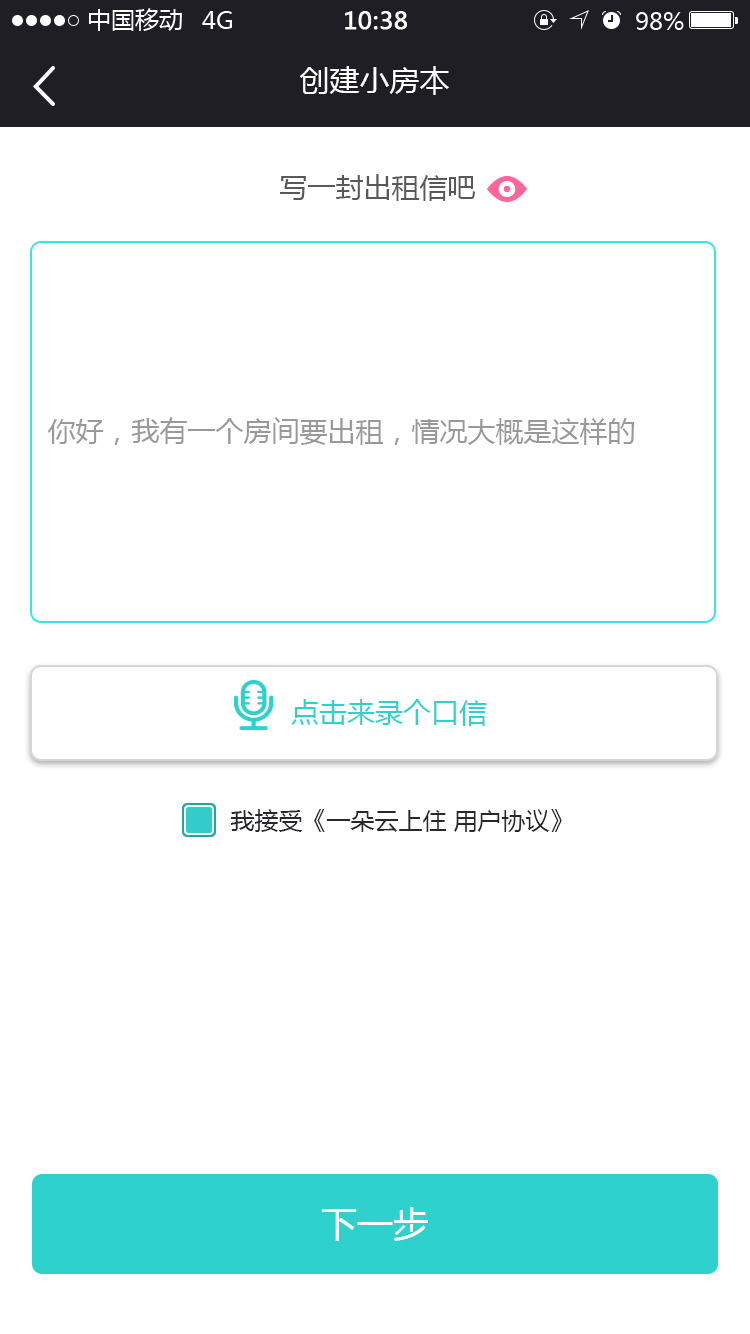 中国移动 4G 10:38 98%
创建小房本
写一封出租信吧
你好，我有一个房间要出租，情况大概是这样的
点击来录个口信
我接受《一朵云上住 用户协议》
下一步